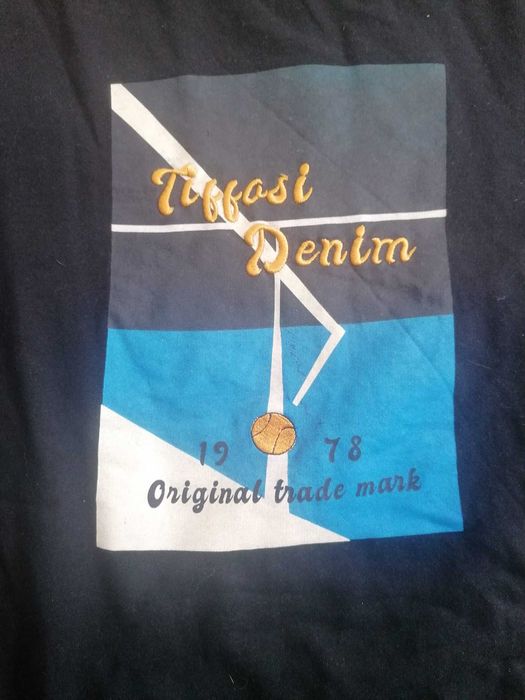 Tiffosi
Denim
19 78
Original trade mark